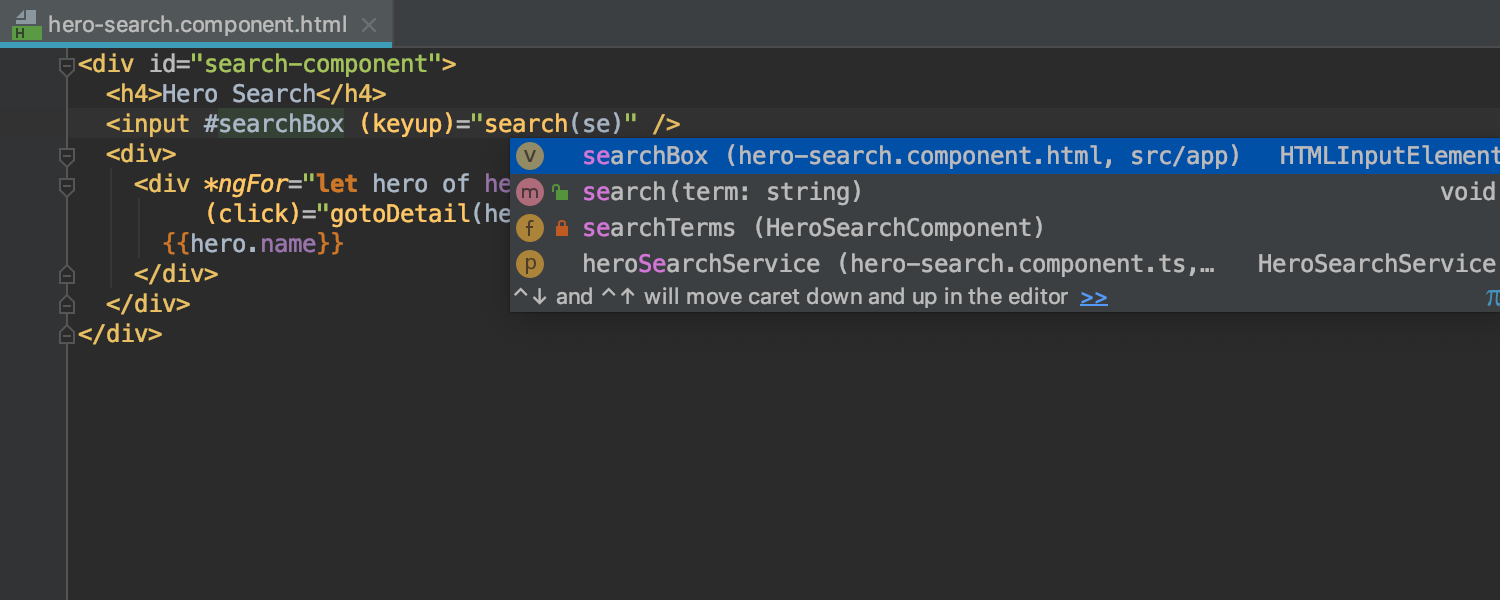 hero-search.component.html
<div id="search-component">
<h4>Hero Search</h4>
<input #searchBox (keyup)="search(se)" />
<div>
<div *ngFor="let hero of he
(click)="gotoDetail(he
{{hero.name}}
</div>
</div>
</div>
v searchBox (hero-search.component.html, src/app) HTMLInputElement
m search(term: string) void
f searchTerms (HeroSearchComponent)
p heroSearchService (hero-search.component.ts,… HeroSearchService
^↓ and ^↑ will move caret down and up in the editor >> π